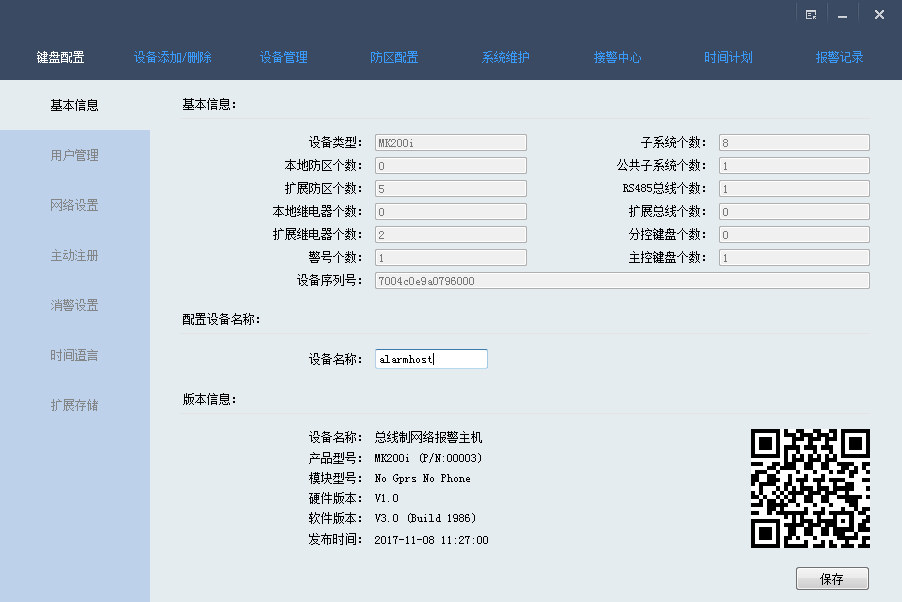 键盘配置 设备添加/删除 设备管理 防区配置 系统维护 接警中心 时间计划 报警记录
基本信息
用户管理
网络设置
主动注册
消警设置
时间语言
扩展存储
基本信息：
设备类型： MK200i 子系统个数： 8
本地防区个数： 0 公共子系统个数： 1
扩展防区个数： 5 RS485总线个数： 1
本地继电器个数： 0 扩展总线个数： 0
扩展继电器个数： 2 分控键盘个数： 0
警号个数： 1 主控键盘个数： 1
设备序列号： 7004c0e9a0796000
配置设备名称：
设备名称： alarmhost
版本信息：
设备名称： 总线制网络报警主机
产品型号： MK200i (P/N:00003)
模块型号： No Gprs No Phone
硬件版本： V1.0
软件版本： V3.0 (Build 1986)
发布时间： 2017-11-08 11:27:00
保存